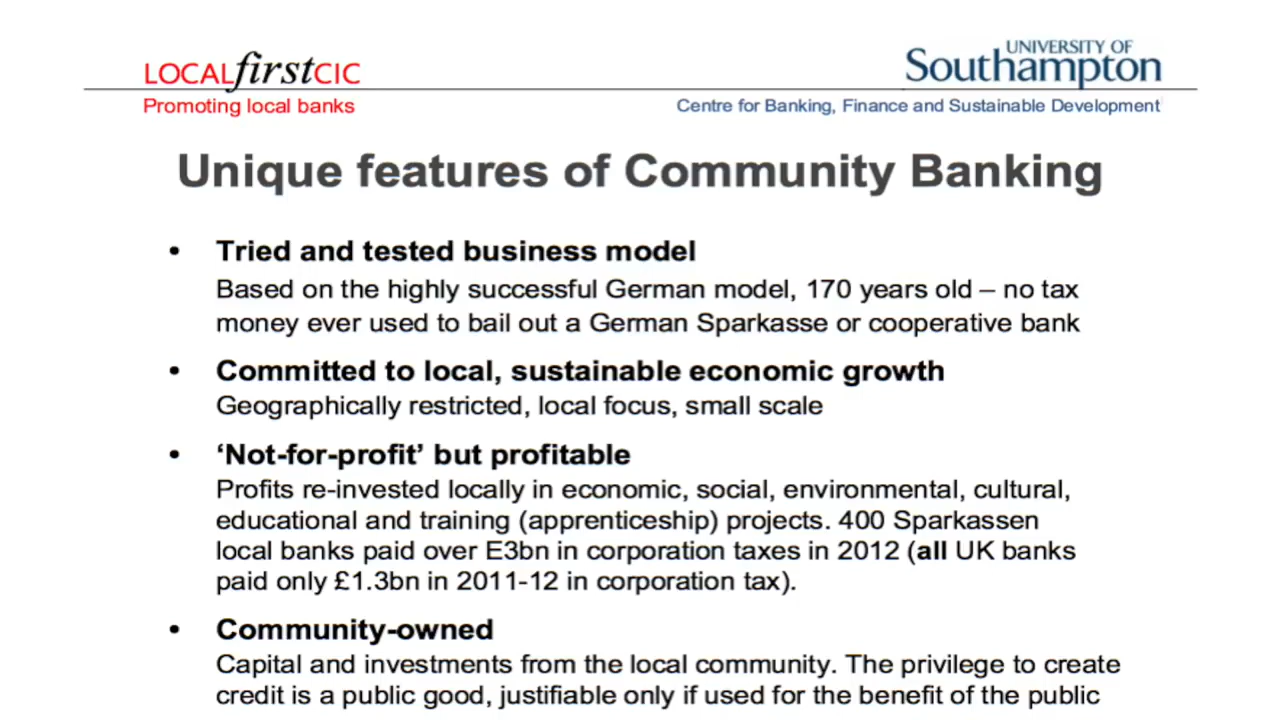 LOCALfirstCIC
Promoting local banks
UNIVERSITY OF
Southampton
Centre for Banking, Finance and Sustainable Development
Unique features of Community Banking
• Tried and tested business model
Based on the highly successful German model, 170 years old – no tax
money ever used to bail out a German Sparkasse or cooperative bank
• Committed to local, sustainable economic growth
Geographically restricted, local focus, small scale
• ‘Not-for-profit’ but profitable
Profits re-invested locally in economic, social, environmental, cultural,
educational and training (apprenticeship) projects. 400 Sparkassen
local banks paid over E3bn in corporation taxes in 2012 (all UK banks
paid only £1.3bn in 2011-12 in corporation tax).
• Community-owned
Capital and investments from the local community. The privilege to create
credit is a public good, justifiable only if used for the benefit of the public